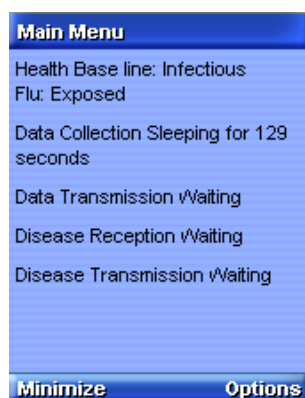 Main Menu
Health Base line: Infectious
Flu: Exposed
Data Collection Sleeping for 129
seconds
Data Transmission Waiting
Disease Reception Waiting
Disease Transmission Waiting
Minimize Options